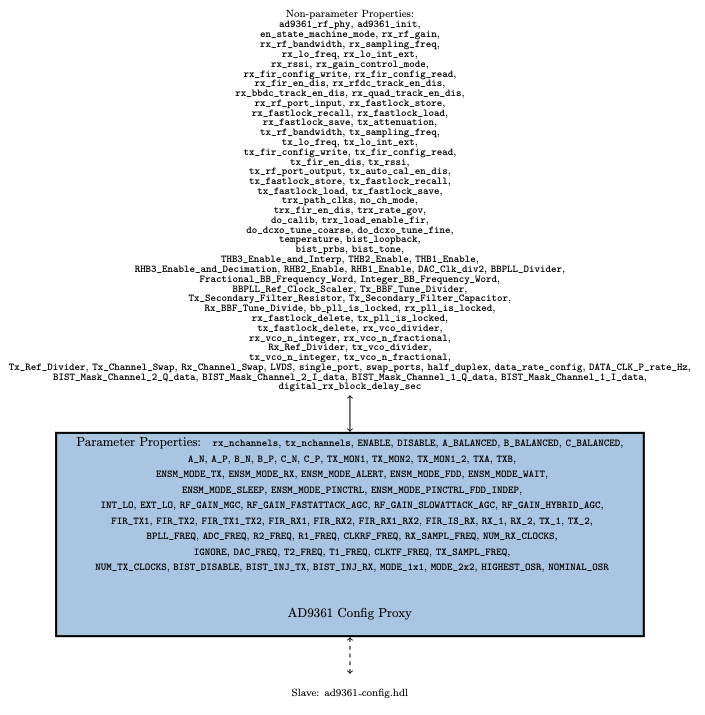 Non-parameter Properties:
ad9361_rf_phy, ad9361_init,
en_state_machine_mode, rx_rf_gain,
rx_rf_bandwidth, rx_sampling_freq,
rx_lo_freq, rx_lo_int_ext,
rx_rssi, rx_gain_control_mode,
rx_fir_config_write, rx_fir_config_read,
rx_fir_en_dis, rx_rfdc_track_en_dis,
rx_bbdc_track_en_dis, rx_quad_track_en_dis,
rx_rf_port_input, rx_fastlock_store,
rx_fastlock_recall, rx_fastlock_load,
rx_fastlock_save, tx_attenuation,
tx_rf_bandwidth, tx_sampling_freq,
tx_lo_freq, tx_lo_int_ext,
tx_fir_config_write, tx_fir_config_read,
tx_fir_en_dis, tx_rssi,
tx_rf_port_output, tx_auto_cal_en_dis,
tx_fastlock_store, tx_fastlock_recall,
tx_fastlock_load, tx_fastlock_save,
trx_path_clks, no_ch_mode,
trx_fir_en_dis, trx_rate_gov,
do_calib, trx_load_enable_fir,
do_dcxo_tune_coarse, do_dcxo_tune_fine,
temperature, bist_loopback,
bist_prbs, bist_tone,
THB3_Enable_and_Interp, THB2_Enable, THB1_Enable,
RHB3_Enable_and_Decimation, RHB2_Enable, RHB1_Enable, DAC_Clk_div2, BBPLL_Divider,
Fractional_BB_Frequency_Word, Integer_BB_Frequency_Word,
BBPLL_Ref_Clock_Scaler, Tx_BBF_Tune_Divider,
Tx_Secondary_Filter_Resistor, Tx_Secondary_Filter_Capacitor,
Rx_BBF_Tune_Divide, bb_pll_is_locked, rx_pll_is_locked,
rx_fastlock_delete, tx_pll_is_locked,
tx_fastlock_delete, rx_vco_divider,
rx_vco_n_integer, rx_vco_n_fractional,
Rx_Ref_Divider, tx_vco_divider,
tx_vco_n_integer, tx_vco_n_fractional,
Tx_Ref_Divider, Tx_Channel_Swap, Rx_Channel_Swap, LVDS, single_port, swap_ports, half_duplex, data_rate_config, DATA_CLK_P_rate_Hz,
BIST_Mask_Channel_2_Q_data, BIST_Mask_Channel_2_I_data, BIST_Mask_Channel_1_Q_data, BIST_Mask_Channel_1_I_data,
digital_rx_block_delay_sec
Parameter Properties: rx_nchannels, tx_nchannels, ENABLE, DISABLE, A_BALANCED, B_BALANCED, C_BALANCED,
A_N, A_P, B_N, B_P, C_N, C_P, TX_MON1, TX_MON2, TX_MON1_2, TXA, TXB,
ENSM_MODE_TX, ENSM_MODE_RX, ENSM_MODE_ALERT, ENSM_MODE_FDD, ENSM_MODE_WAIT,
ENSM_MODE_SLEEP, ENSM_MODE_PINCTRL, ENSM_MODE_PINCTRL_FDD_INDEP,
INT_LO, EXT_LO, RF_GAIN_MGC, RF_GAIN_FASTATTACK_AGC, RF_GAIN_SLOWATTACK_AGC, RF_GAIN_HYBRID_AGC,
FIR_TX1, FIR_TX2, FIR_TX1_TX2, FIR_RX1, FIR_RX2, FIR_RX1_RX2, FIR_IS_RX, RX_1, RX_2, TX_1, TX_2,
BPLL_FREQ, ADC_FREQ, R2_FREQ, R1_FREQ, CLKRF_FREQ, RX_SAMPL_FREQ, NUM_RX_CLOCKS,
IGNORE, DAC_FREQ, T2_FREQ, T1_FREQ, CLKTF_FREQ, TX_SAMPL_FREQ,
NUM_TX_CLOCKS, BIST_DISABLE, BIST_INJ_TX, BIST_INJ_RX, MODE_1x1, MODE_2x2, HIGHEST_OSR, NOMINAL_OSR
AD9361 Config Proxy
Slave: ad9361-config.hdl